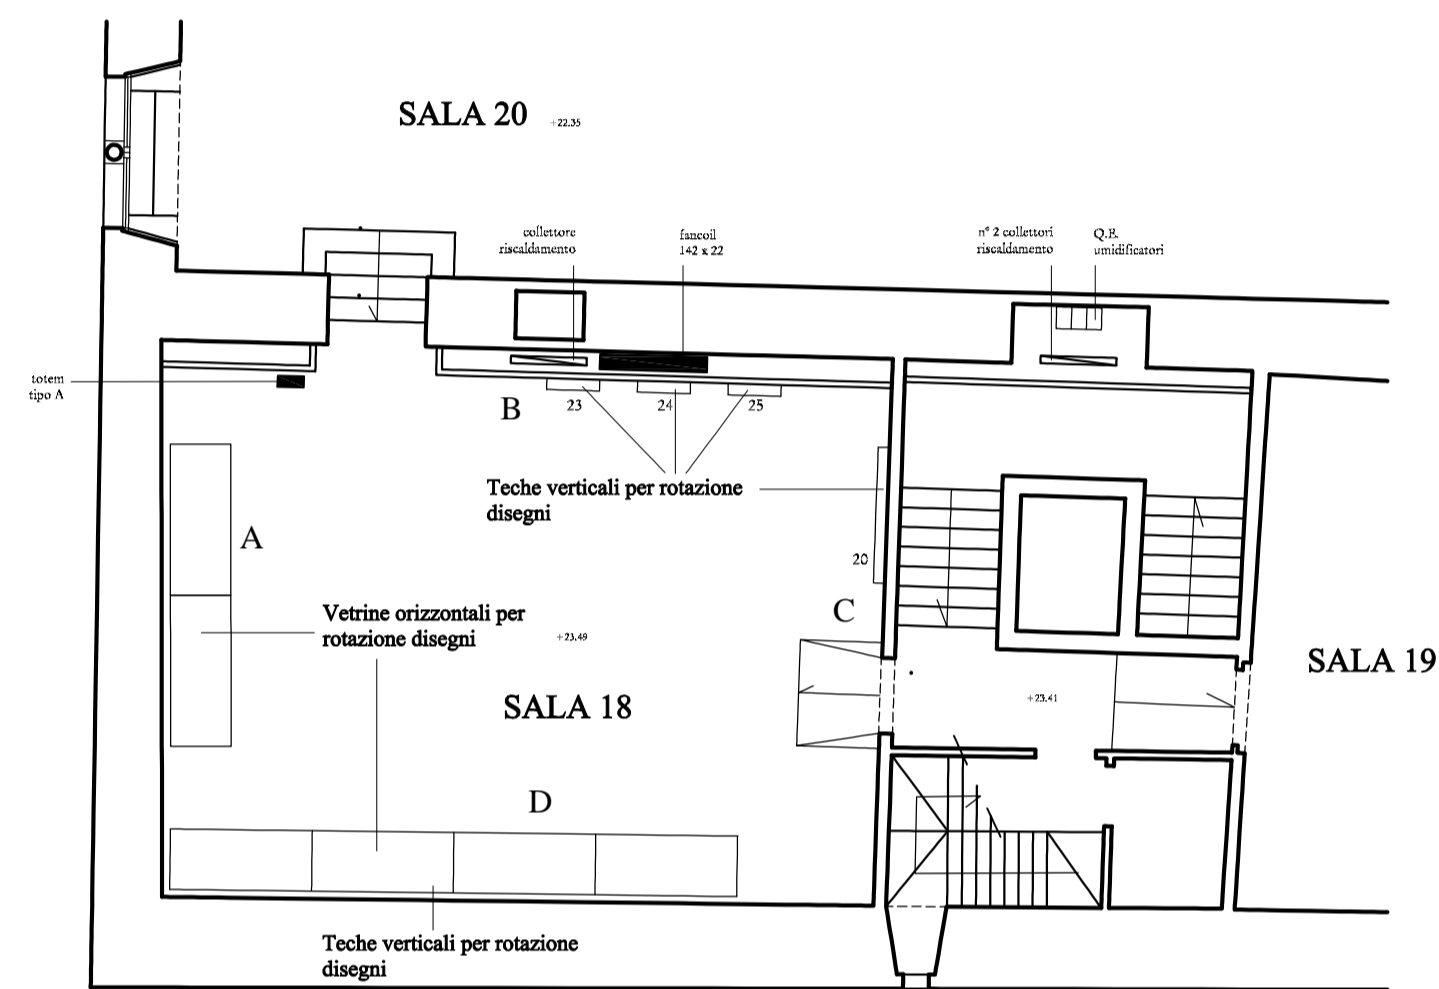 SALA 20
+22.35
collettore
riscaldamento
fancoil
142 x 22
n° 2 collettori
riscaldamento
Q.E.
umidificatori
totem
tipo A
B
23
24
25
Teche verticali per rotazione
disegni
A
20
C
Vetrine orizzontali per
rotazione disegni
+23.49
SALA 19
SALA 18
+23.41
D
Teche verticali per rotazione
disegni